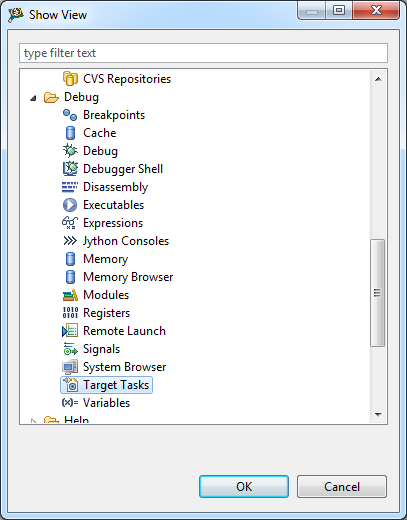 Show View
type filter text
CVS Repositories
Debug
Breakpoints
Cache
Debug
Debugger Shell
Disassembly
Executables
Expressions
Jython Consoles
Memory
Memory Browser
Modules
Registers
Remote Launch
Signals
System Browser
Target Tasks
(x)= Variables
Help
OK
Cancel